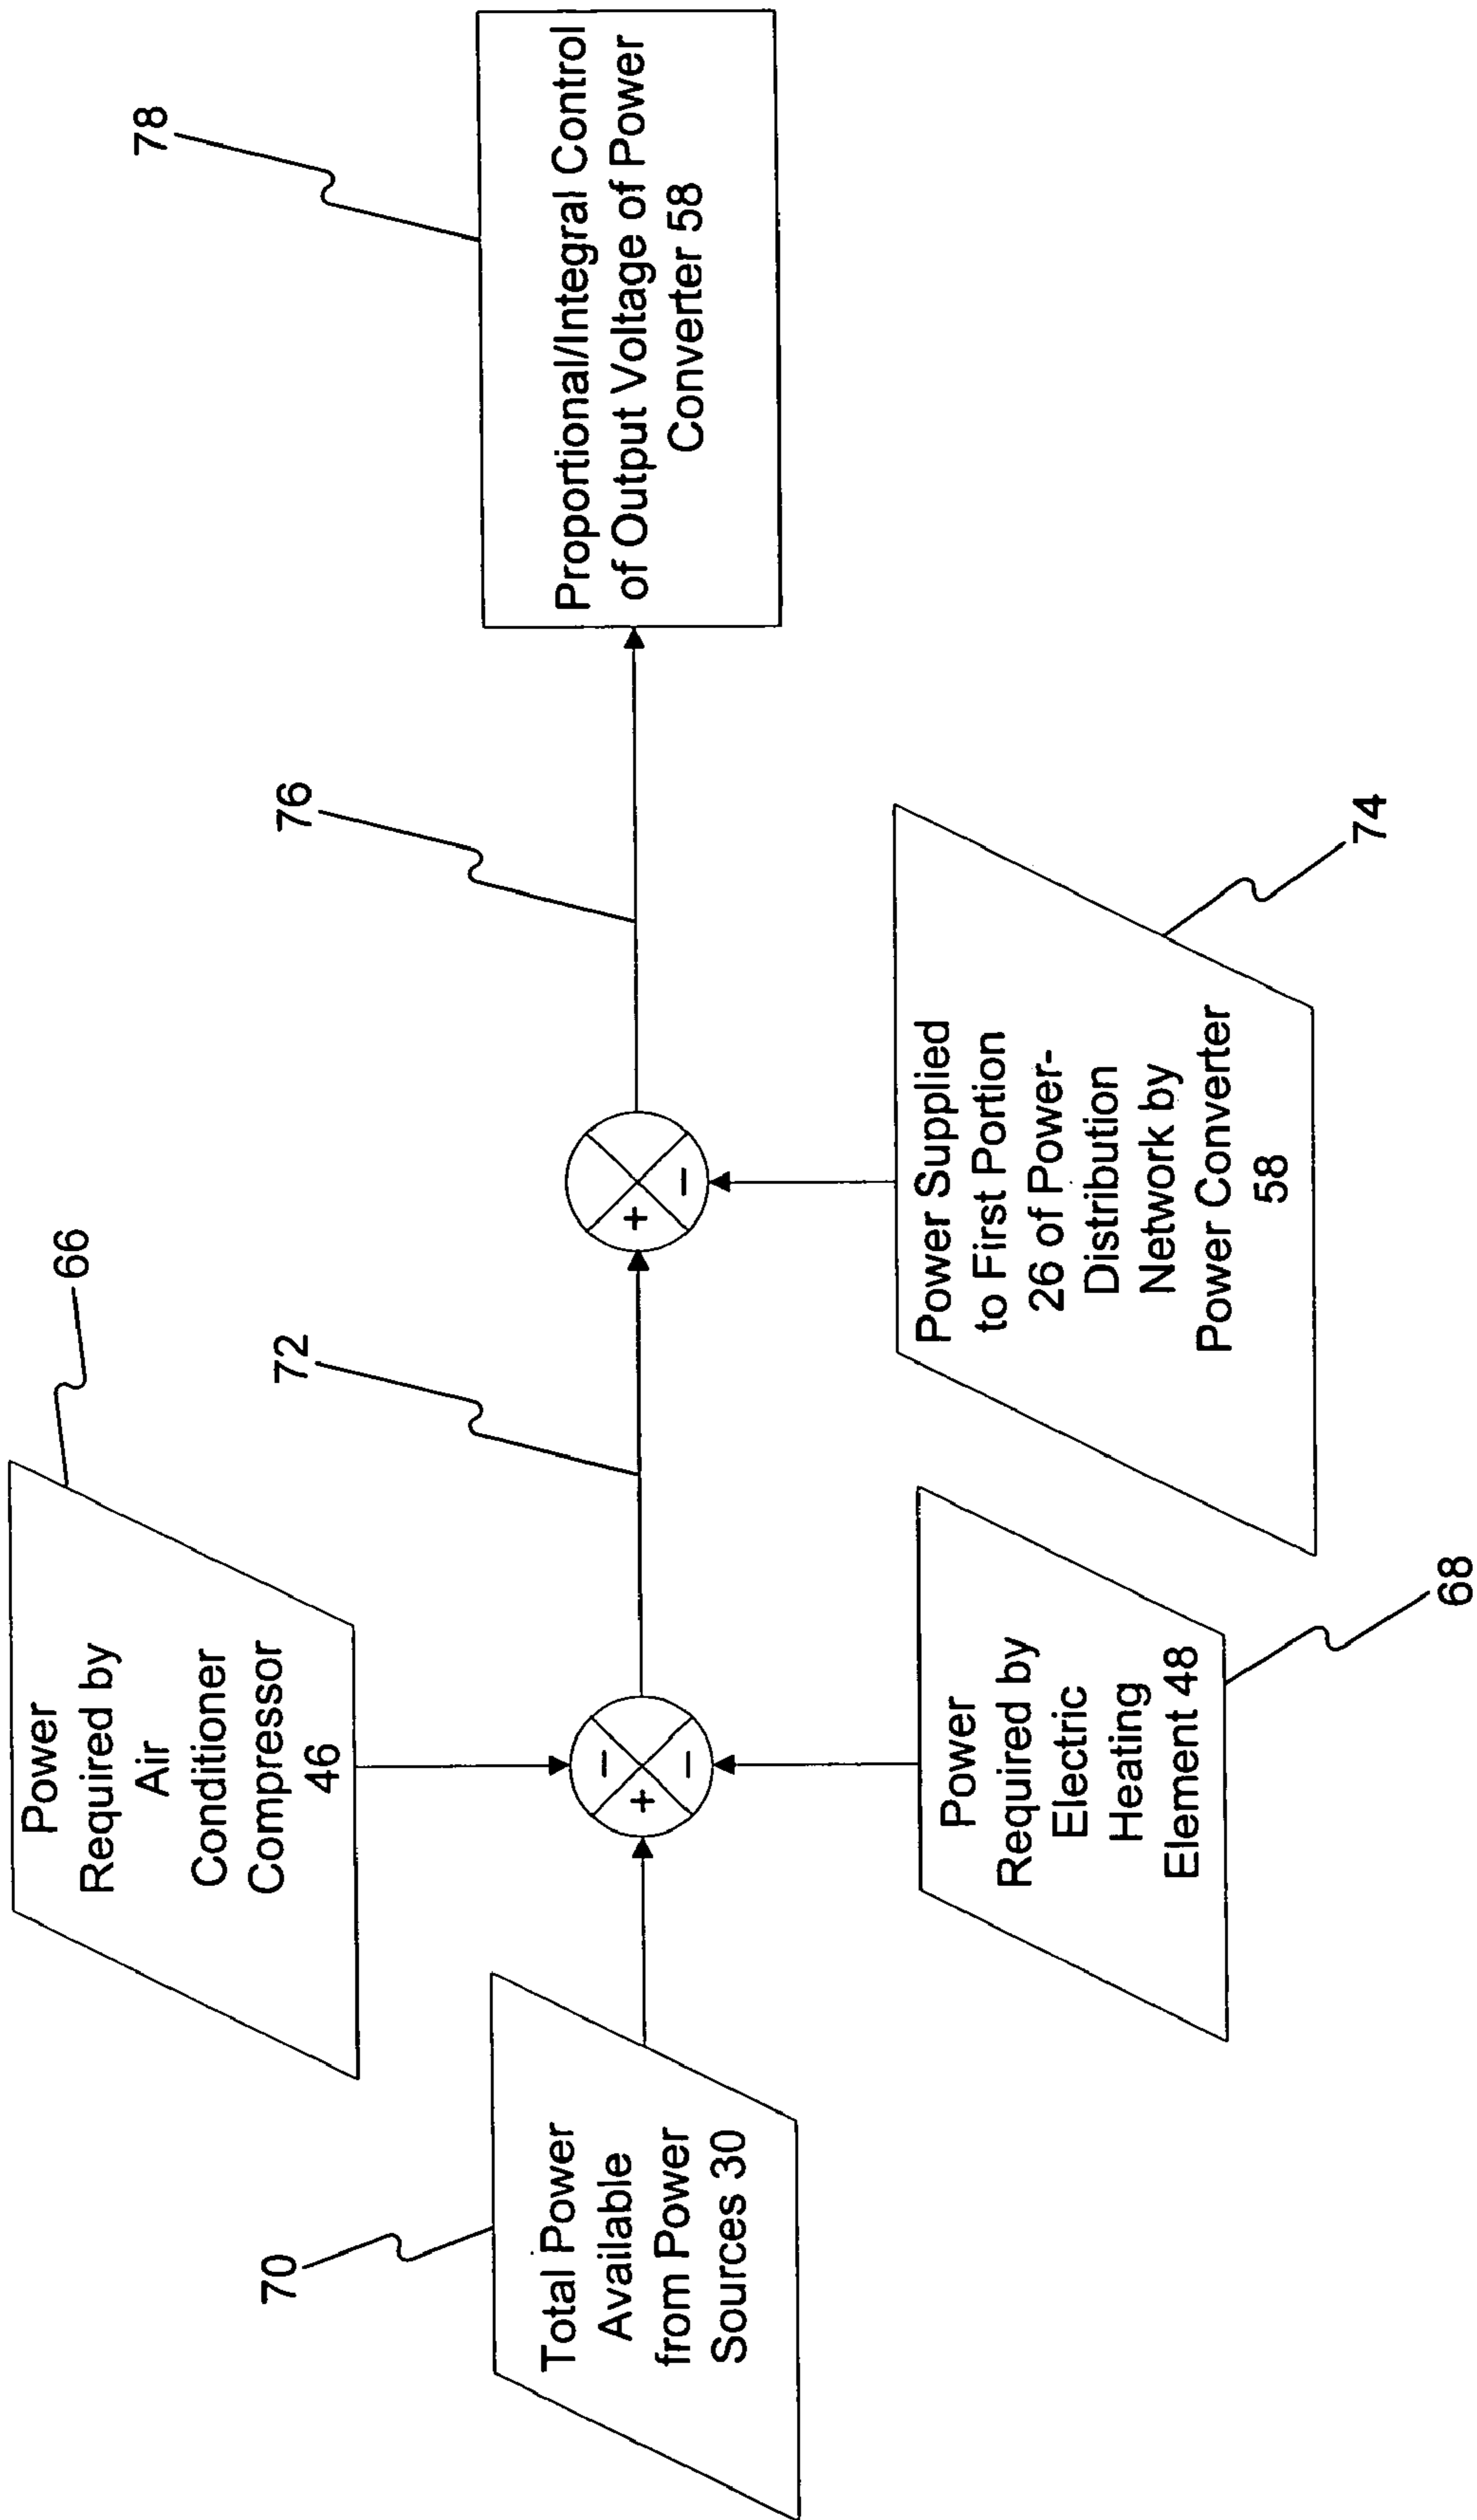 66
Power
Required by
Air
Conditioner
Compressor
46
78
70
Total Power
Available
from Power
Sources 30
+
−
−
72
+
−
76
Proportional/Integral Control
of Output Voltage of Power
Converter 58
Power
Required by
Electric
Heating
Element 48
68
Power Supplied
to First Portion
26 of Power-
Distribution
Network by
Power Converter
58
74